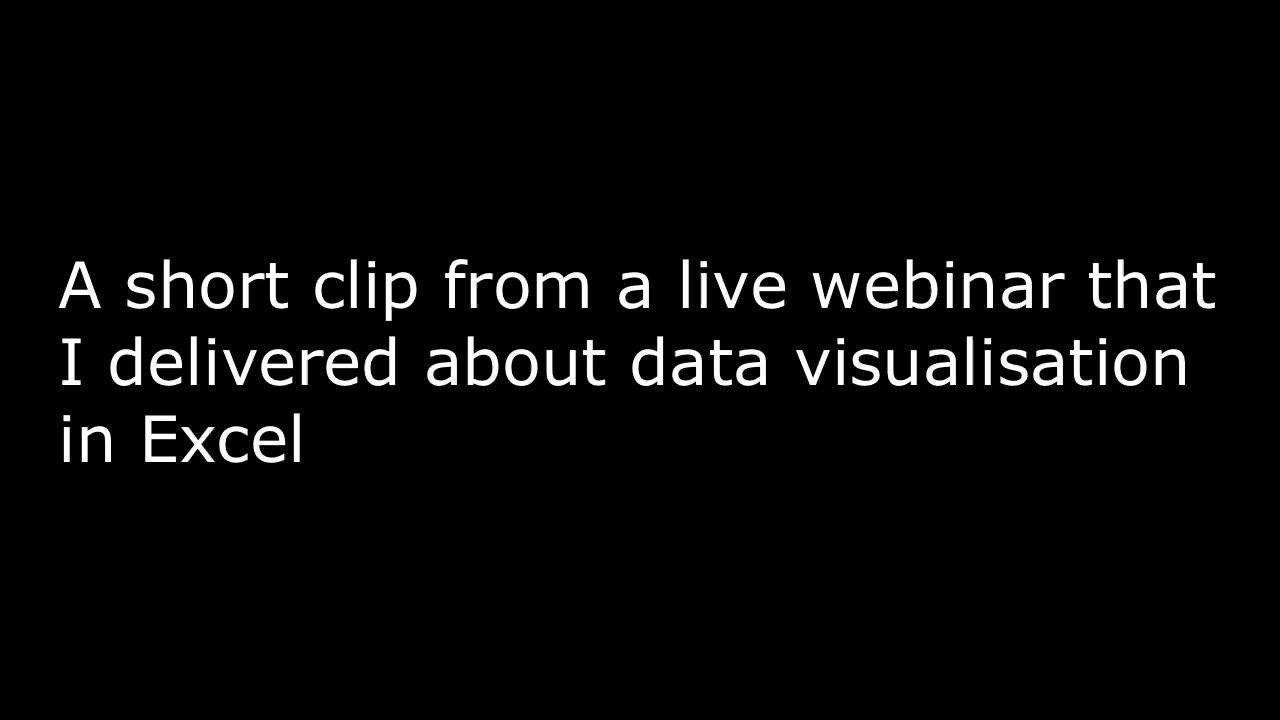 A short clip from a live webinar that
I delivered about data visualisation
in Excel